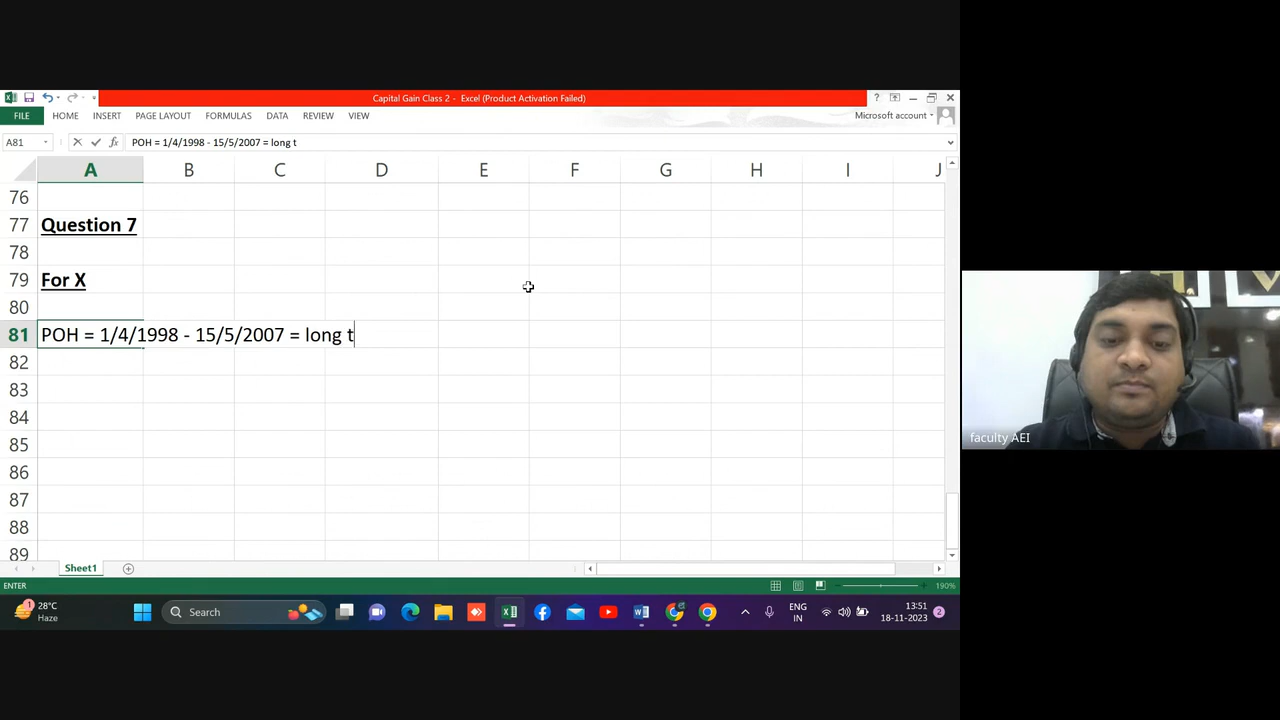 Capital Gain Class 2 - Excel (Product Activation Failed)
FILE HOME INSERT PAGE LAYOUT FORMULAS DATA REVIEW VIEW Microsoft account
A81 fx POH = 1/4/1998 - 15/5/2007 = long t
A B C D E F G H I J
76
77 Question 7
78
79 For X
80
81 POH = 1/4/1998 - 15/5/2007 = long t
82
83
84
85
86
87
88
89
Sheet1
ENTER 190%
28°C
Haze
Search
ENG
IN
13:51
18-11-2023
2
faculty AEI